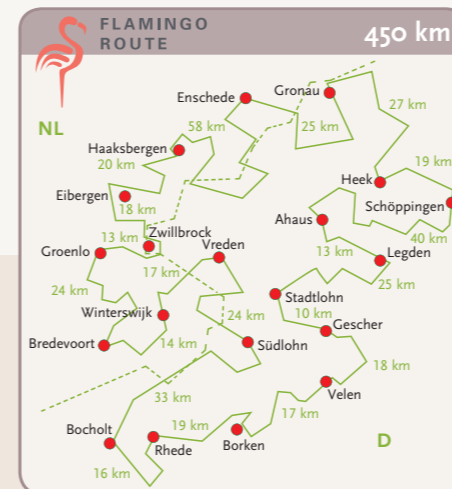 FLAMINGO
ROUTE
450 km
Gronau
Enschede
27 km
58 km
25 km
NL
Haaksbergen
20 km
19 km
Heek
Eibergen
18 km
Schöppingen
Ahaus
Zwillbrock
13 km
Vreden
40 km
Groenlo
13 km
Legden
17 km
25 km
24 km
Stadtlohn
Winterswijk
24 km
10 km
Gescher
Bredevoort
14 km
Südlohn
18 km
Velen
33 km
17 km
19 km
Bocholt
Rhede
Borken
D
16 km